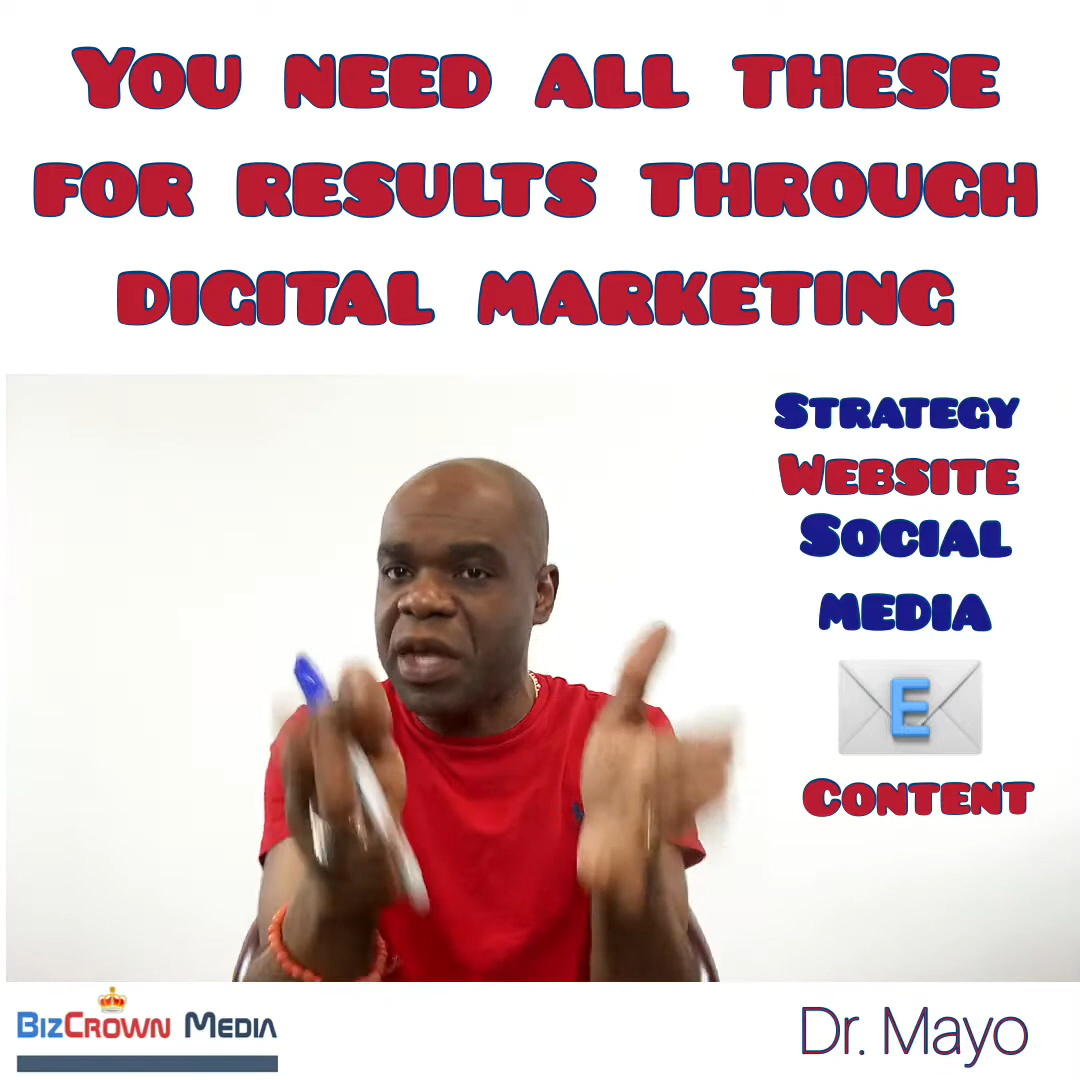 You need all these
for results through
digital marketing
Strategy
Website
Social
media
E
Content
BizCrown Media
Dr. Mayo